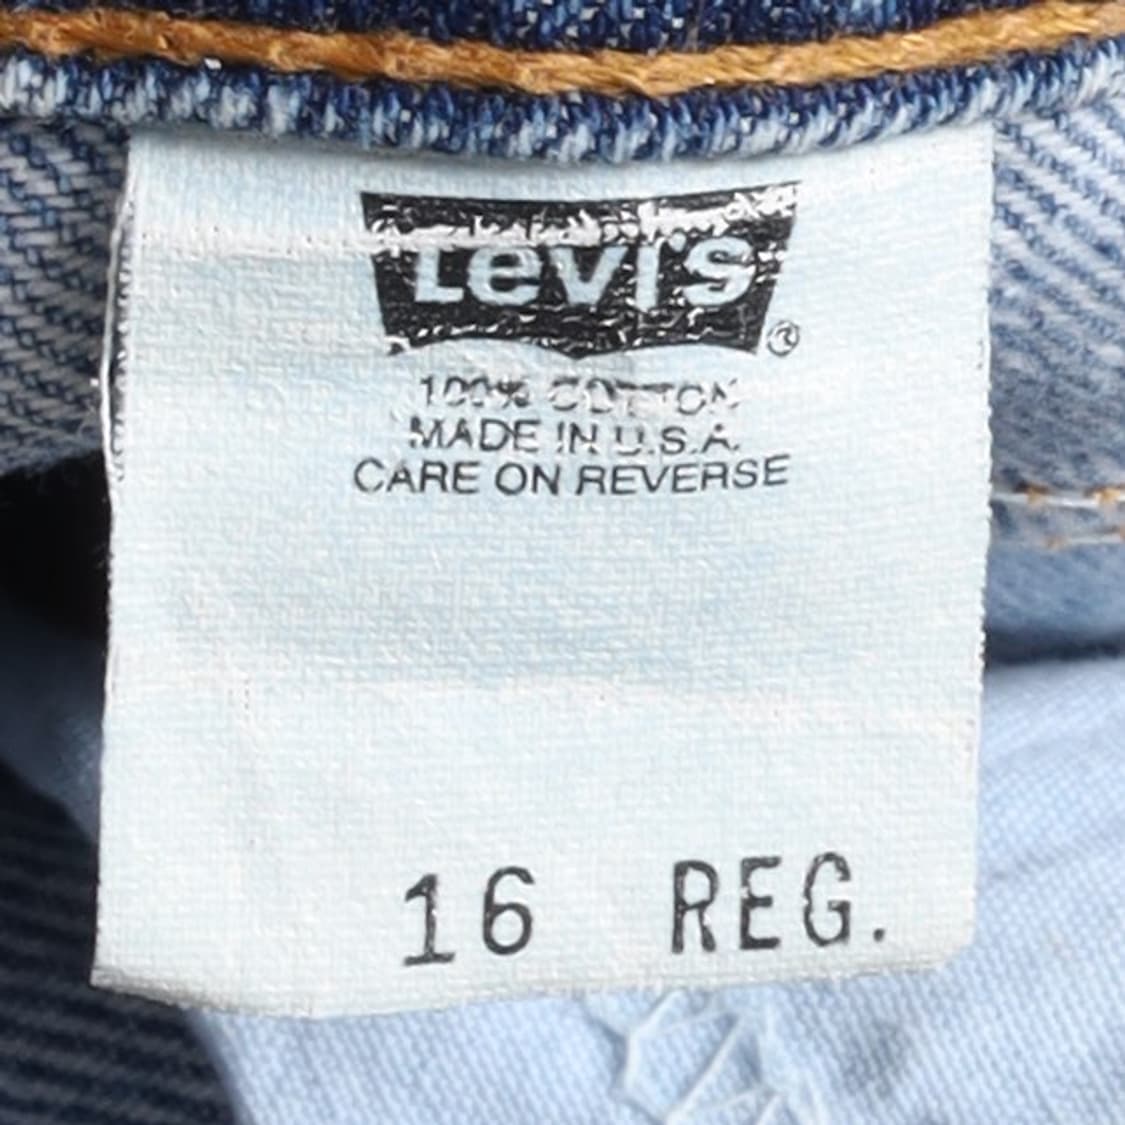 Levi's ®
100% COTTON
MADE IN U.S.A.
CARE ON REVERSE
16 REG.